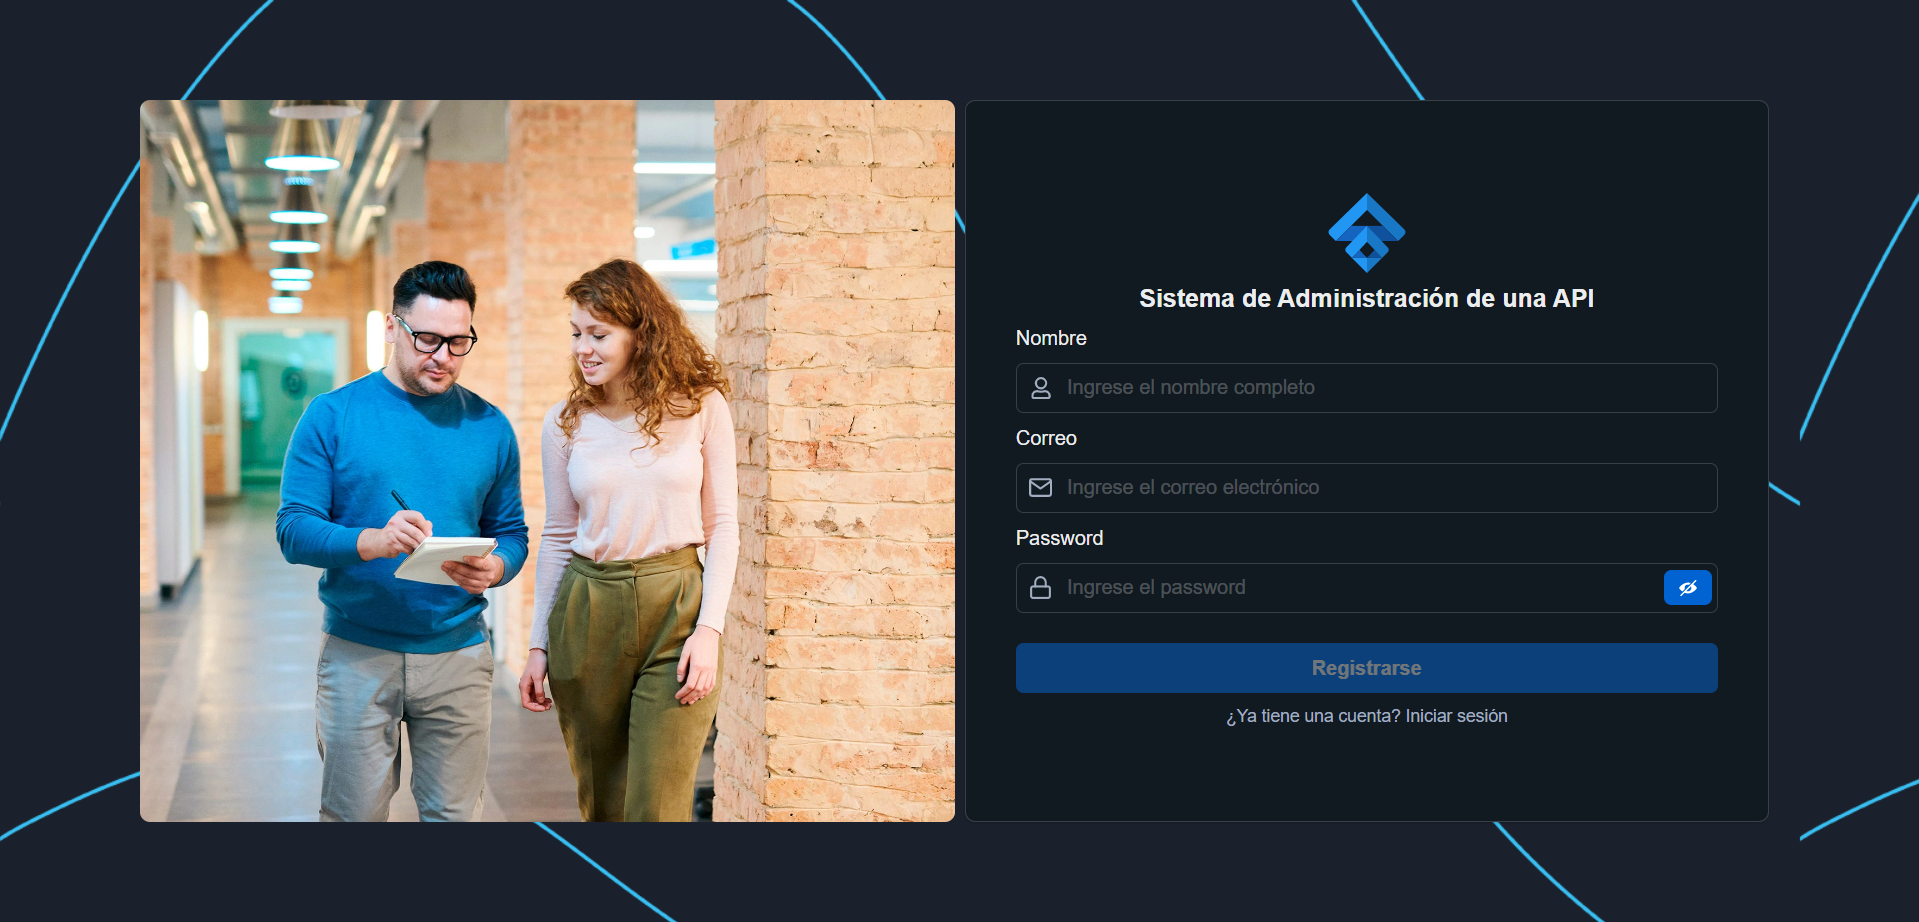 Sistema de Administración de una API
Nombre
Ingrese el nombre completo
Correo
Ingrese el correo electrónico
Password
Ingrese el password
Registrarse
¿Ya tiene una cuenta? Iniciar sesión